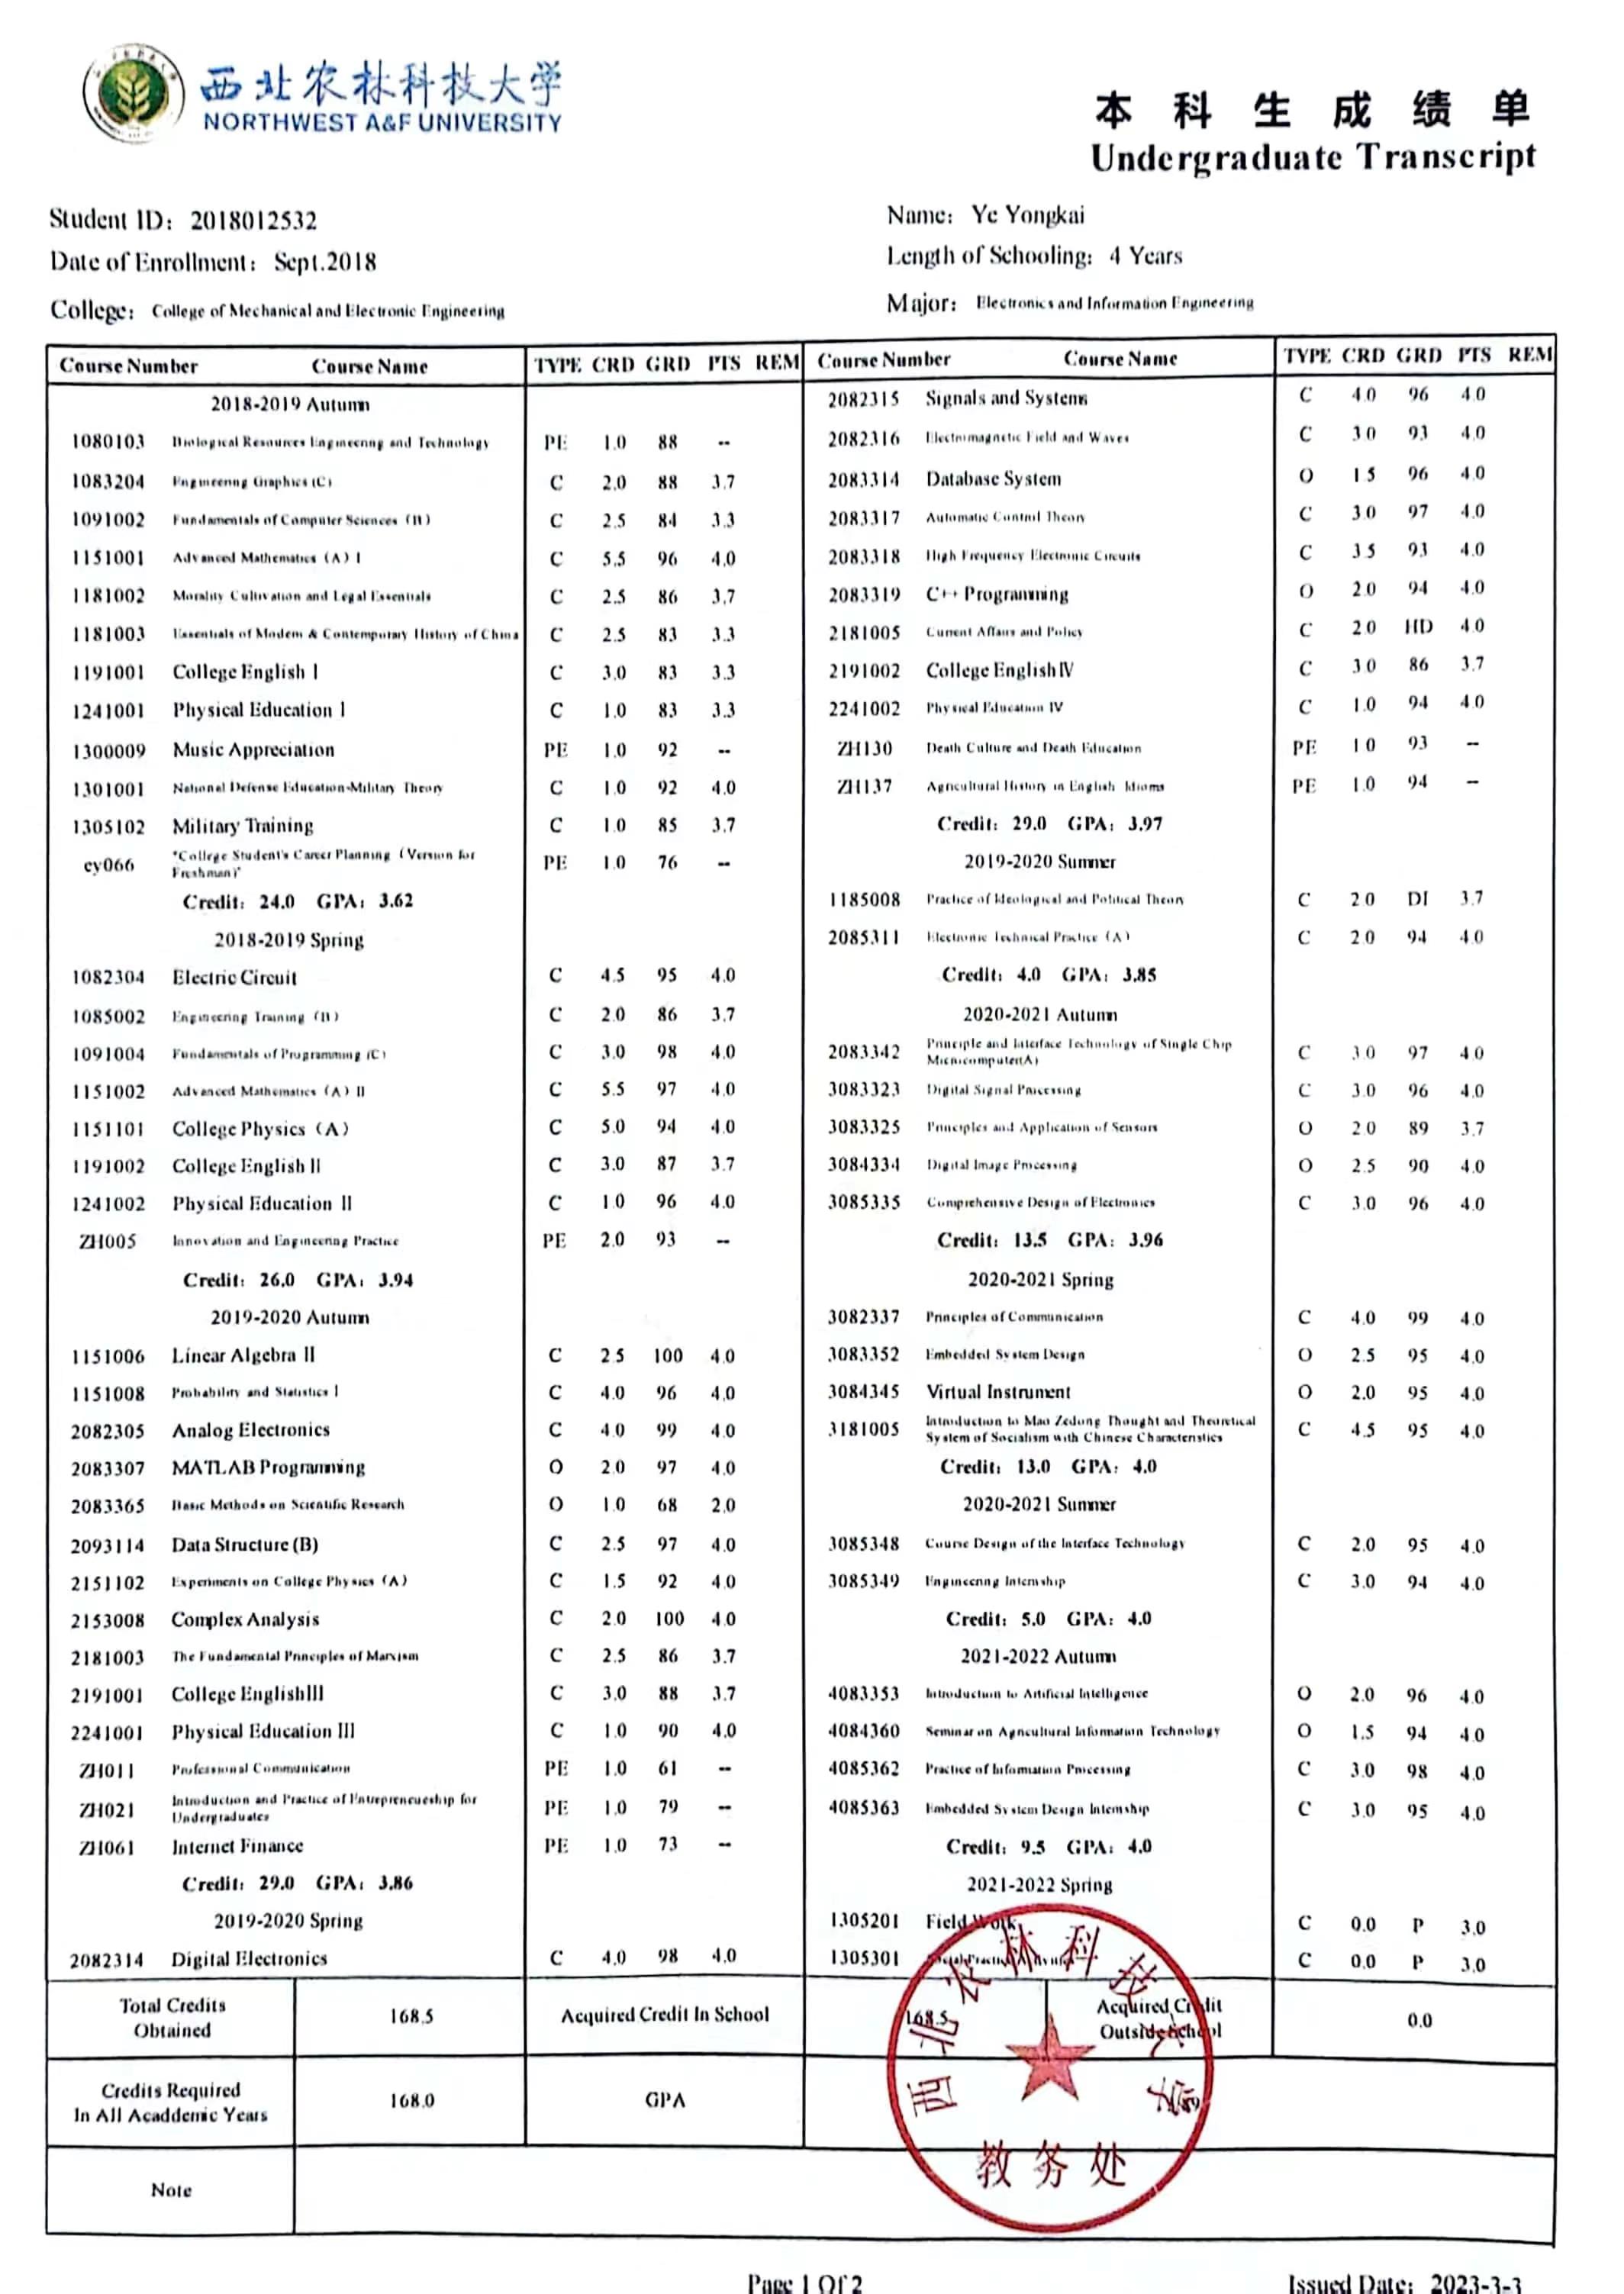 西北农林科技大学
NORTHWEST A&F UNIVERSITY
本科生成绩单
Undergraduate Transcript
Student ID: 2018012532
Name: Ye Yongkai
Date of Enrollment: Sept.2018
Length of Schooling: 4 Years
College: College of Mechanical and Electronic Engineering
Major: Electronics and Information Engineering
Course Number Course Name TYPE CRD GRD PTS REM
2018-2019 Autumn
1080103 Biological Resources Engineering and Technology PE 1.0 88 --
1083204 Engineering Graphics (C) C 2.0 88 3.7
1091002 Fundamentals of Computer Sciences (B) C 2.5 84 3.3
1151001 Advanced Mathematics (A) I C 5.5 96 4.0
1181002 Morality Cultivation and Legal Essentials C 2.5 86 3.7
1181003 Essentials of Modern & Contemporary History of China C 2.5 83 3.3
1191001 College English I C 3.0 83 3.3
1241001 Physical Education I C 1.0 83 3.3
1300009 Music Appreciation PE 1.0 92 --
1301001 National Defense Education-Military Theory C 1.0 92 4.0
1305102 Military Training C 1.0 85 3.7
cy066 "College Student's Career Planning (Version for Freshman)" PE 1.0 76 --
Credit: 24.0 GPA: 3.62
2018-2019 Spring
1082304 Electric Circuit C 4.5 95 4.0
1085002 Engineering Training (B) C 2.0 86 3.7
1091004 Fundamentals of Programming (C) C 3.0 98 4.0
1151002 Advanced Mathematics (A) II C 5.5 97 4.0
1151101 College Physics (A) C 5.0 94 4.0
1191002 College English II C 3.0 87 3.7
1241002 Physical Education II C 1.0 96 4.0
ZH005 Innovation and Engineering Practice PE 2.0 93 --
Credit: 26.0 GPA: 3.94
2019-2020 Autumn
1151006 Linear Algebra II C 2.5 100 4.0
1151008 Probability and Statistics I C 4.0 96 4.0
2082305 Analog Electronics C 4.0 99 4.0
2083307 MATLAB Programming O 2.0 97 4.0
2083365 Basic Methods on Scientific Research O 1.0 68 2.0
2093114 Data Structure (B) C 2.5 97 4.0
2151102 Experiments on College Physics (A) C 1.5 92 4.0
2153008 Complex Analysis C 2.0 100 4.0
2181003 The Fundamental Principles of Marxism C 2.5 86 3.7
2191001 College English III C 3.0 88 3.7
2241001 Physical Education III C 1.0 90 4.0
ZH011 Professional Communication PE 1.0 61 --
ZH021 Introduction and Practice of Entrepreneueship for Undergraduates PE 1.0 79 --
ZH061 Internet Finance PE 1.0 73 --
Credit: 29.0 GPA: 3.86
2019-2020 Spring
2082314 Digital Electronics C 4.0 98 4.0
Course Number Course Name TYPE CRD GRD PTS REM
2082315 Signals and Systems C 4.0 96 4.0
2082316 Electromagnetic Field and Waves C 3.0 93 4.0
2083314 Database System O 1.5 96 4.0
2083317 Automatic Control Theory C 3.0 97 4.0
2083318 High Frequency Electronic Circuits C 3.5 93 4.0
2083319 C++ Programming O 2.0 94 4.0
2181005 Current Affairs and Policy C 2.0 HD 4.0
2191002 College English IV C 3.0 86 3.7
2241002 Physical Education IV C 1.0 94 4.0
ZH130 Death Culture and Death Education PE 1.0 93 --
ZH137 Agricultural History in English Idioms PE 1.0 94 --
Credit: 29.0 GPA: 3.97
2019-2020 Summer
1185008 Practice of Ideological and Political Theory C 2.0 DI 3.7
2085311 Electronic Technical Practice (A) C 2.0 94 4.0
Credit: 4.0 GPA: 3.85
2020-2021 Autumn
2083342 Principle and Interface Technology of Single Chip Microcomputer(A) C 3.0 97 4.0
3083323 Digital Signal Processing C 3.0 96 4.0
3083325 Principles and Application of Sensors O 2.0 89 3.7
3084334 Digital Image Processing O 2.5 90 4.0
3085335 Comprehensive Design of Electronics C 3.0 96 4.0
Credit: 13.5 GPA: 3.96
2020-2021 Spring
3082337 Principles of Communication C 4.0 99 4.0
3083352 Embedded System Design O 2.5 95 4.0
3084345 Virtual Instrument O 2.0 95 4.0
3181005 Introduction to Mao Zedong Thought and Theoretical System of Socialism with Chinese Characteristics C 4.5 95 4.0
Credit: 13.0 GPA: 4.0
2020-2021 Summer
3085348 Course Design of the Interface Technology C 2.0 95 4.0
3085349 Engineering Internship C 3.0 94 4.0
Credit: 5.0 GPA: 4.0
2021-2022 Autumn
4083353 Introduction to Artificial Intelligence O 2.0 96 4.0
4084360 Seminar on Agricultural Information Technology O 1.5 94 4.0
4085362 Practice of Information Processing C 3.0 98 4.0
4085363 Embedded System Design Internship C 3.0 95 4.0
Credit: 9.5 GPA: 4.0
2021-2022 Spring
1305201 Field Work C 0.0 P 3.0
1305301 C 0.0 P 3.0
Total Credits Obtained 168.5 Acquired Credit In School 168.5 Acquired Credit Outside School 0.0
Credits Required In All Acaddemic Years 168.0 GPA
Note
西北农林科技大学
教务处
Page 1 Of 2
Issued Date: 2023-3-3